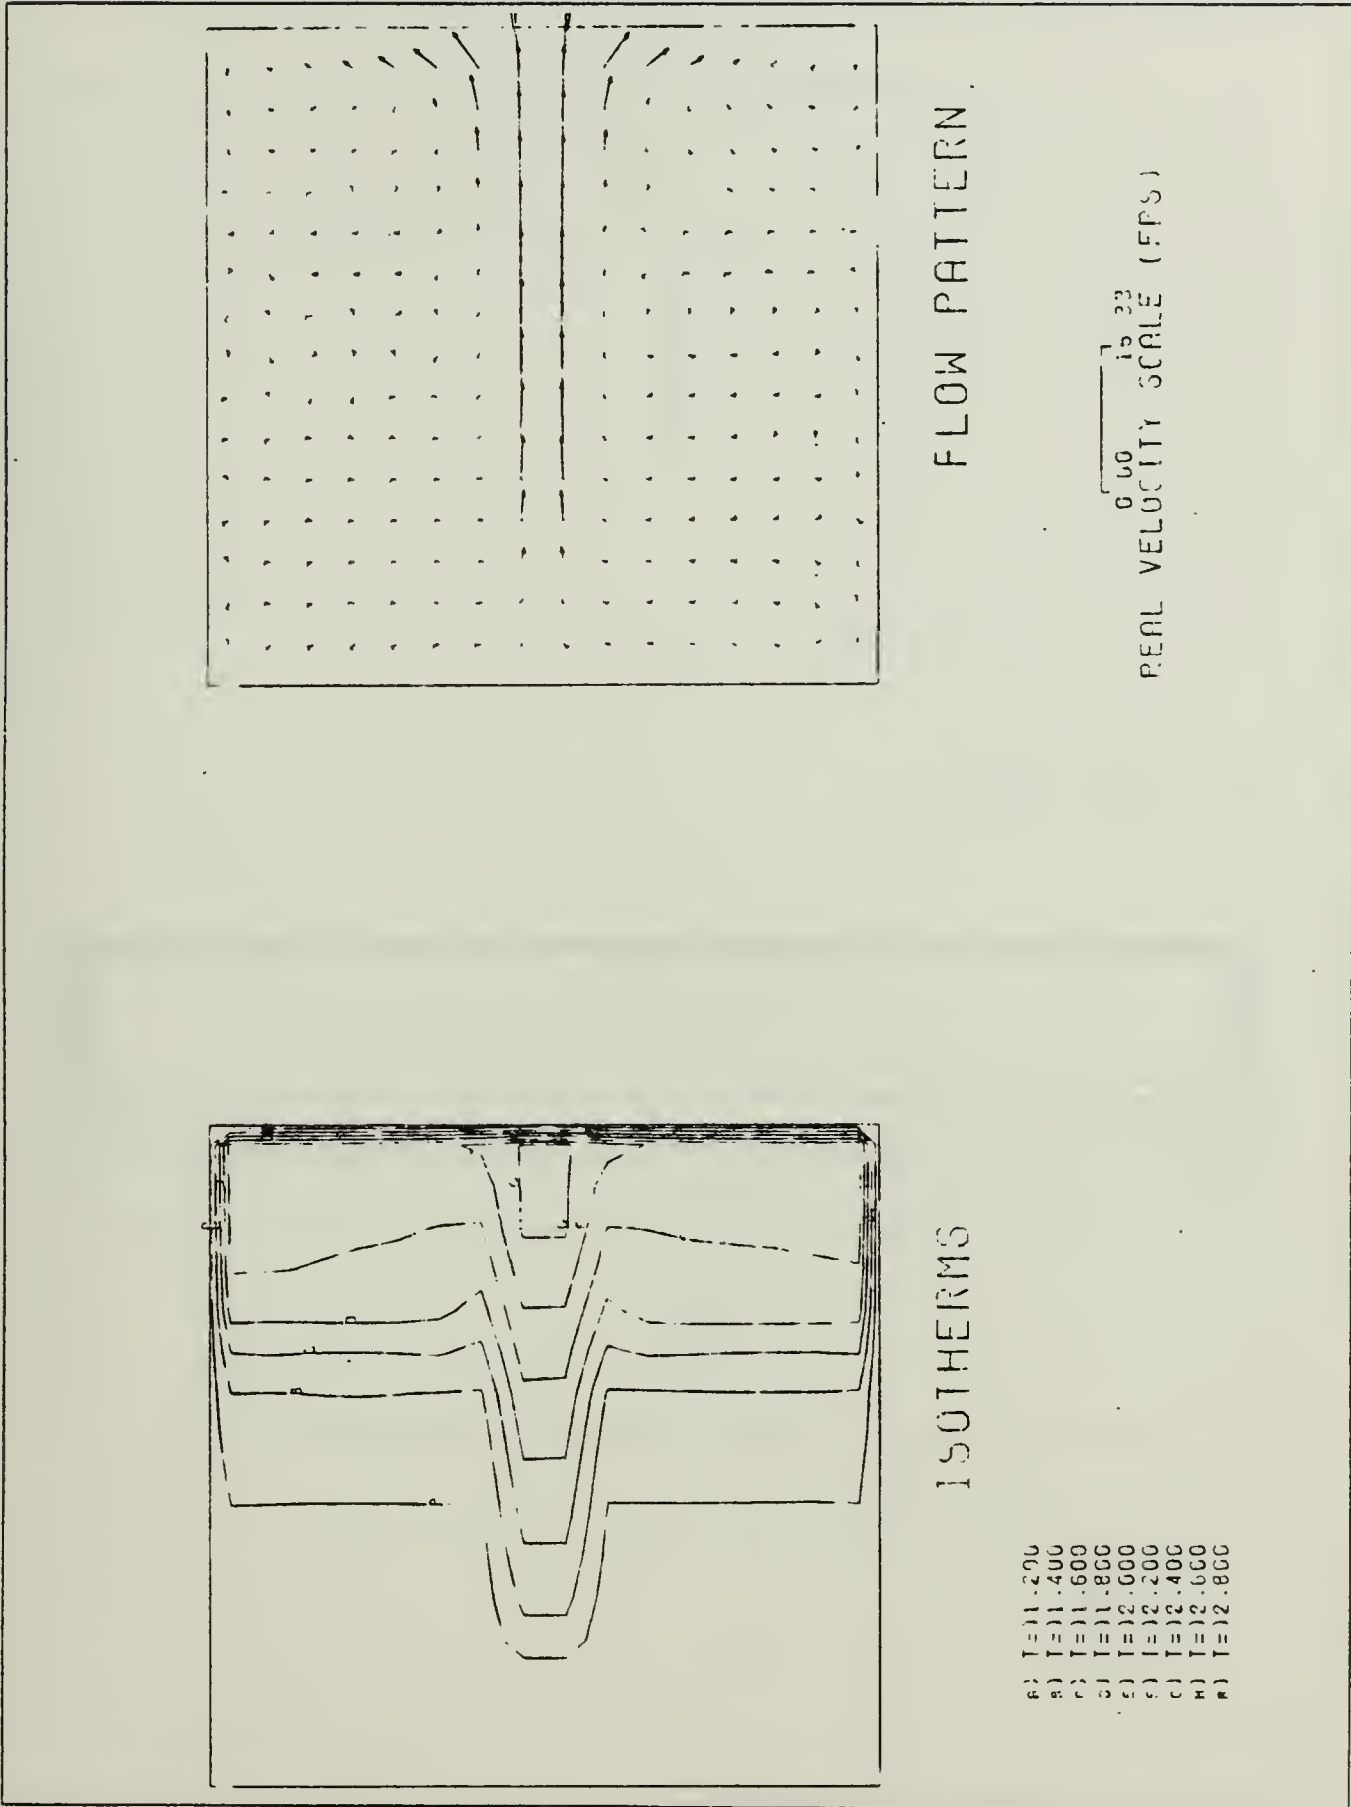 FLOW PATTERN
0.00 15.33
REAL VELOCITY SCALE (FPS)
ISOTHERMS
A) T=11.200
B) T=11.400
C) T=11.600
D) T=11.800
E) T=12.000
F) T=12.200
G) T=12.400
H) T=12.600
T=12.800